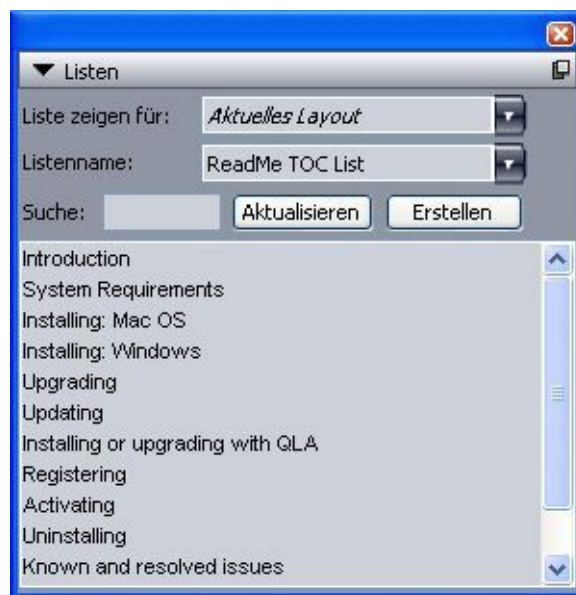 Listen
Liste zeigen für: Aktuelles Layout
Listenname: ReadMe TOC List
Suche: Aktualisieren Erstellen
Introduction
System Requirements
Installing: Mac OS
Installing: Windows
Upgrading
Updating
Installing or upgrading with QLA
Registering
Activating
Uninstalling
Known and resolved issues